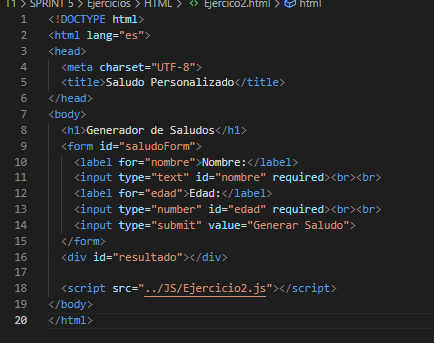 T1 > SPRINT 5 > Ejercicios > HTML > <> Ejercico2.html > html
1 <!DOCTYPE html>
2 <html lang="es">
3 <head>
4 <meta charset="UTF-8">
5 <title>Saludo Personalizado</title>
6 </head>
7 <body>
8 <h1>Generador de Saludos</h1>
9 <form id="saludoForm">
10 <label for="nombre">Nombre:</label>
11 <input type="text" id="nombre" required><br><br>
12 <label for="edad">Edad:</label>
13 <input type="number" id="edad" required><br><br>
14 <input type="submit" value="Generar Saludo">
15 </form>
16 <div id="resultado"></div>
17
18 <script src="../JS/Ejercicio2.js"></script>
19 </body>
20 </html>